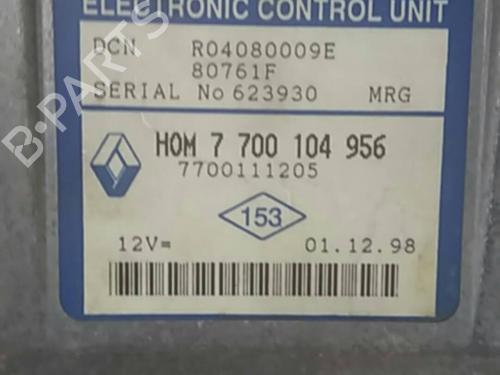 ELECTRONIC CONTROL UNIT
DCN R04080009E
80761F
SERIAL No 623930 MRG
HOM 7 700 104 956
7700111205
153
12V= 01.12.98
B-PARTS